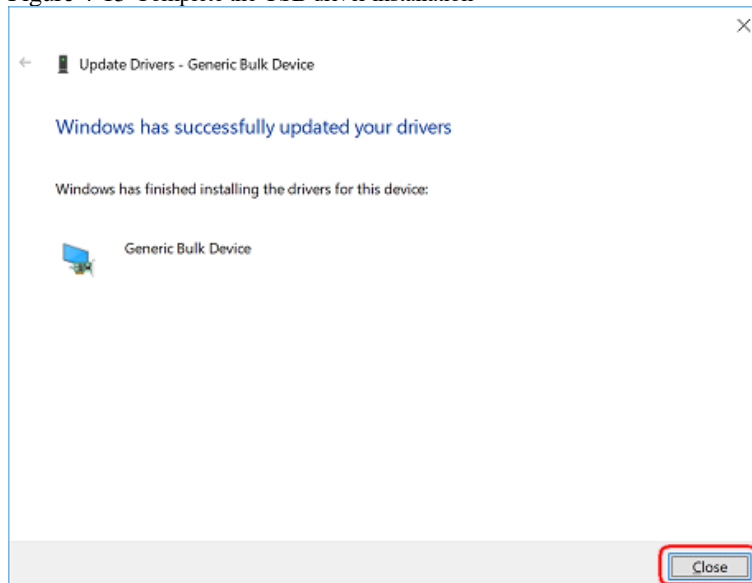 Update Drivers - Generic Bulk Device
Windows has successfully updated your drivers
Windows has finished installing the drivers for this device:
Generic Bulk Device
Close